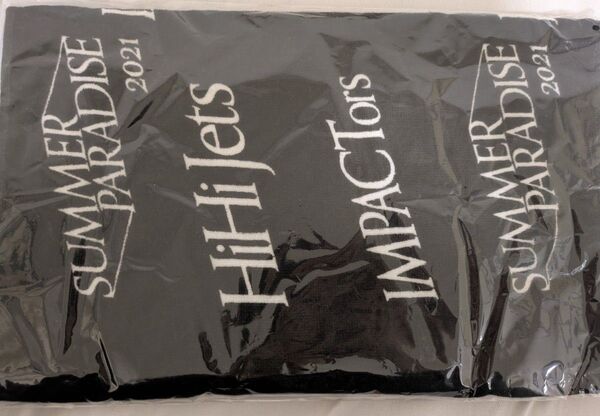 SUMMER
PARADISE
2021
HiHi Jets
IMPACTors
SUMMER
PARADISE
2021